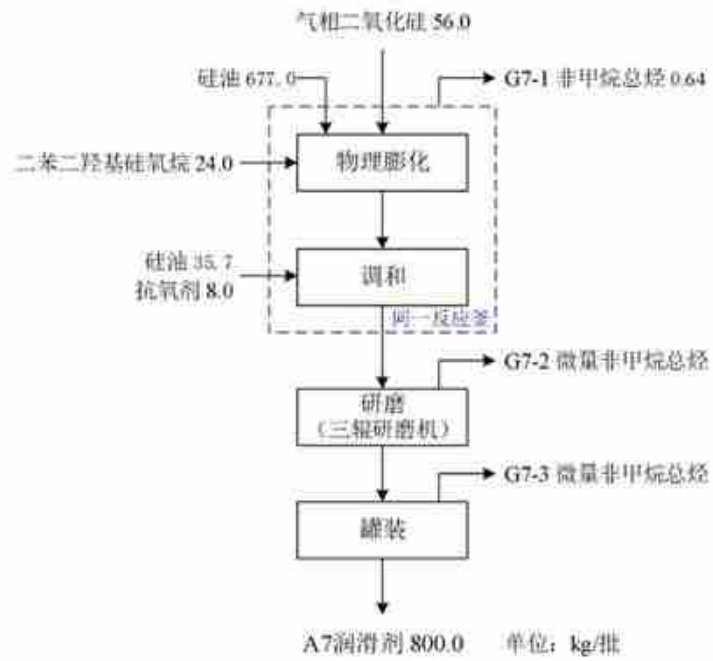 气相二氧化硅 56.0
硅油 677.0
G7-1 非甲烷总烃 0.64
二苯二羟基硅氧烷 24.0
物理膨化
硅油 35.7
抗氧剂 8.0
调和
同一反应釜
G7-2 微量非甲烷总烃
研磨
（三辊研磨机）
G7-3 微量非甲烷总烃
罐装
A7润滑剂 800.0 单位：kg/批